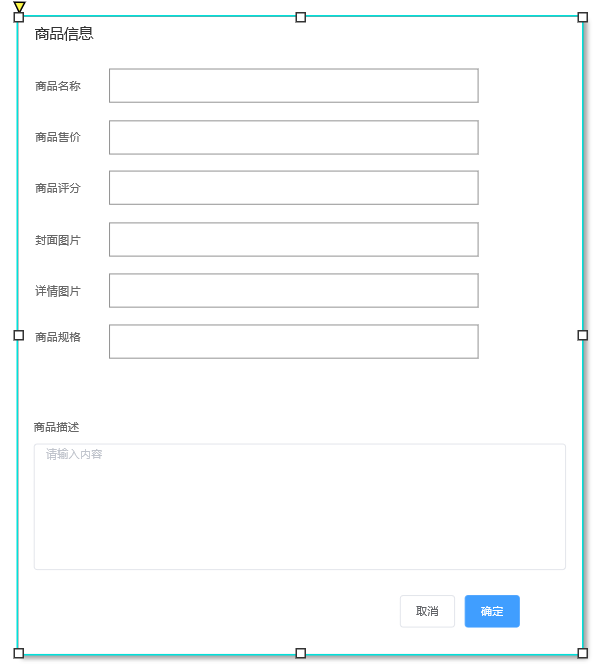 商品信息
商品名称
商品售价
商品评分
封面图片
详情图片
商品规格
商品描述
请输入内容
取消 确定